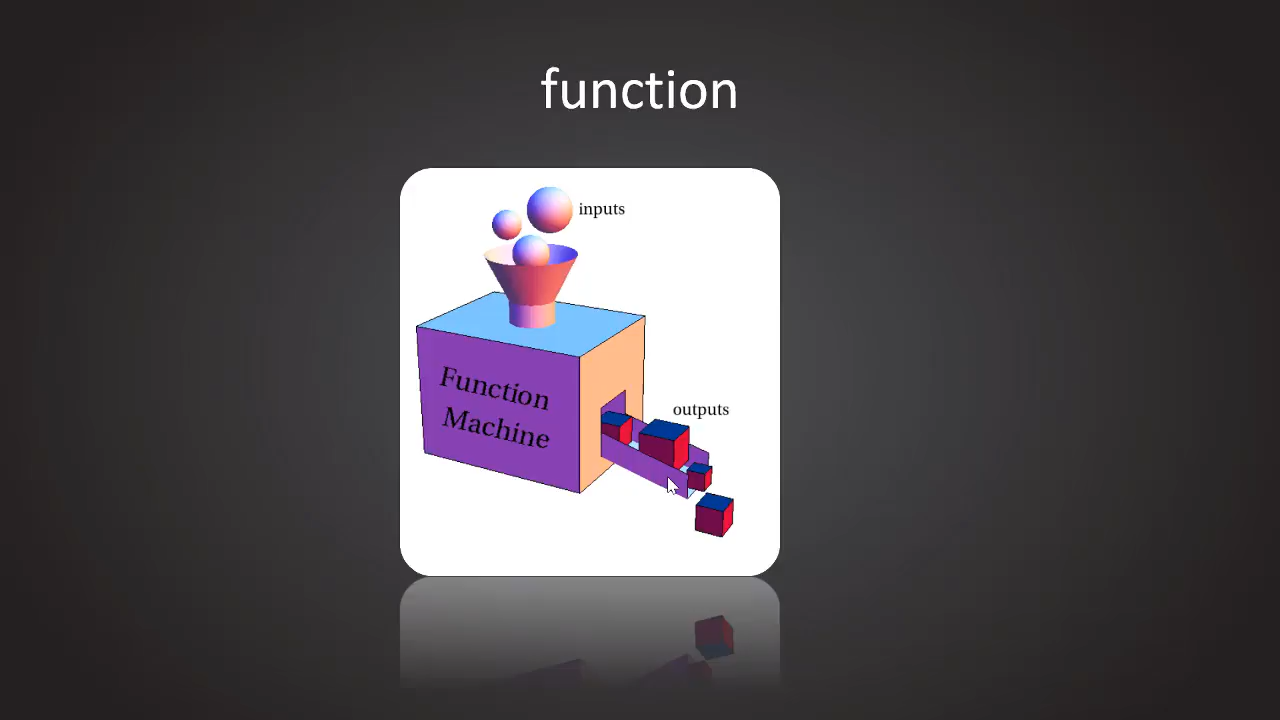 function
inputs
Function
Machine
outputs